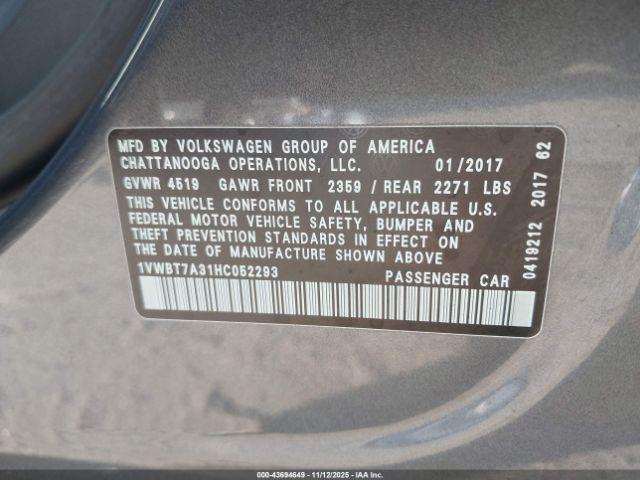 MFD BY VOLKSWAGEN GROUP OF AMERICA
CHATTANOOGA OPERATIONS, LLC. 01/2017
GVWR 4519 GAWR FRONT 2359 / REAR 2271 LBS
THIS VEHICLE CONFORMS TO ALL APPLICABLE U.S.
FEDERAL MOTOR VEHICLE SAFETY, BUMPER AND
THEFT PREVENTION STANDARDS IN EFFECT ON
THE DATE OF MANUFACTURE SHOWN ABOVE
1VWBT7A31HC052293 PASSENGER CAR
0419212 2017 62
000-43694649 - 11/12/2025 - IAAI, Inc.